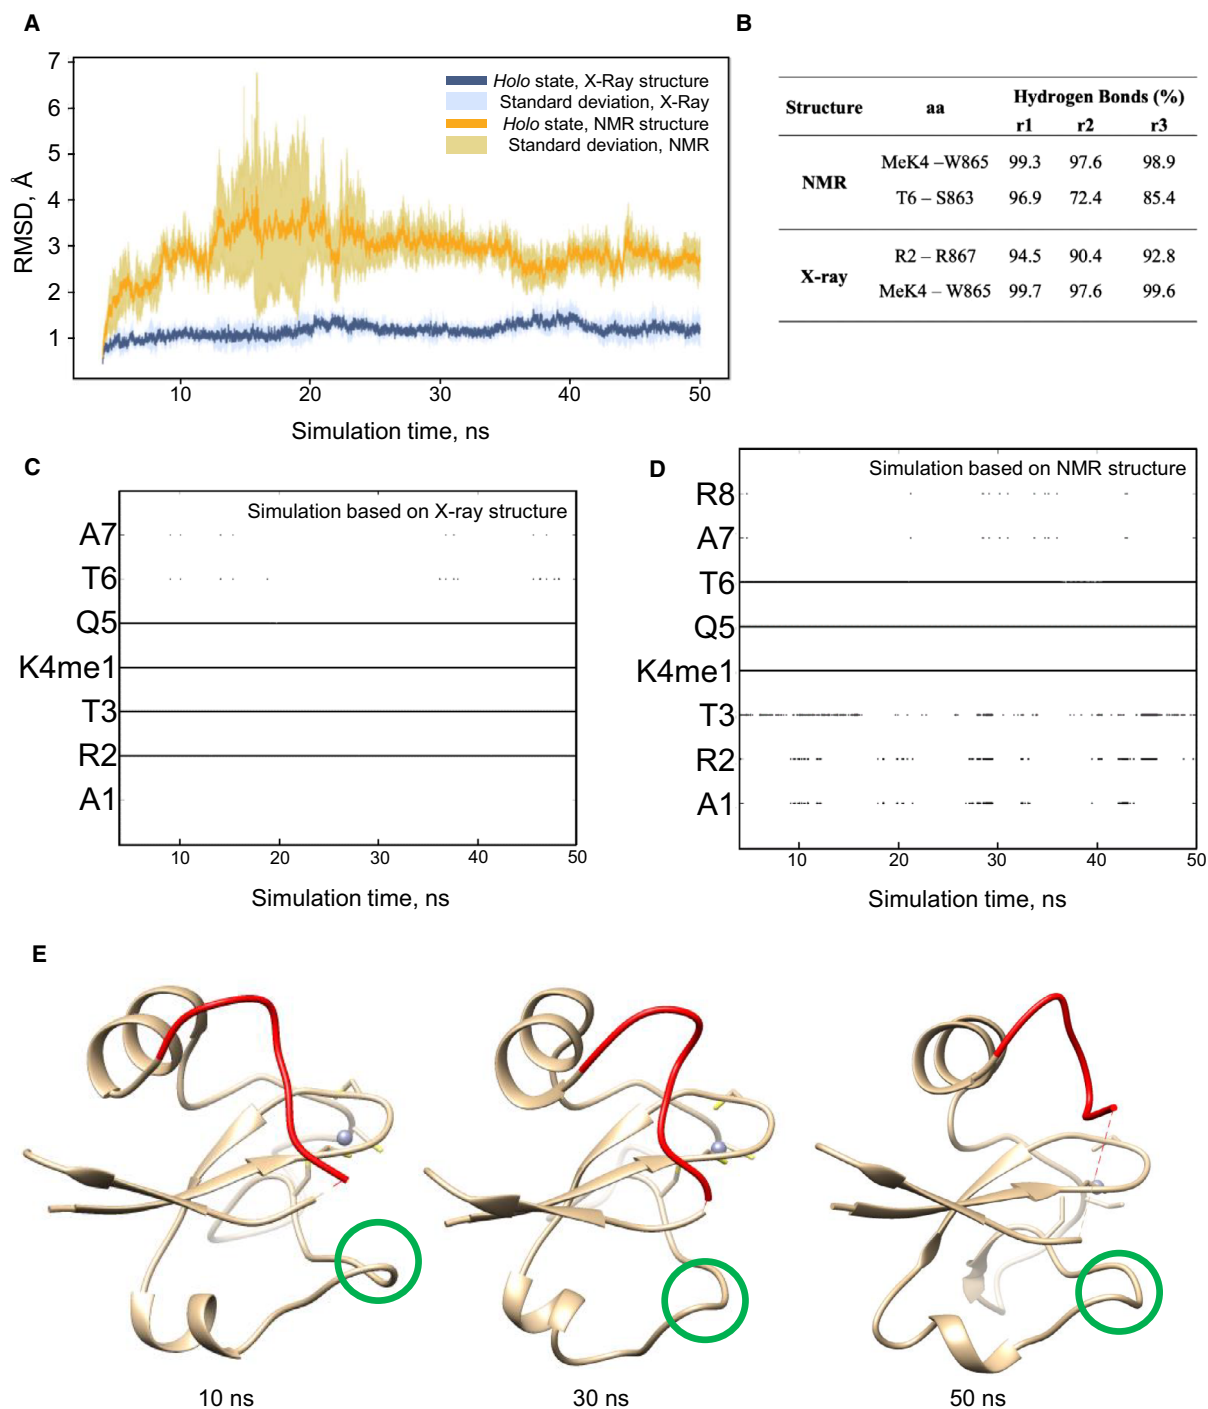 A
7
6
5
4
3
2
1
RMSD, Å
Holo state, X-Ray structure
Standard deviation, X-Ray
Holo state, NMR structure
Standard deviation, NMR
10 20 30 40 50
Simulation time, ns
B
Structure aa Hydrogen Bonds (%)
r1 r2 r3
NMR
MeK4 –W865 99.3 97.6 98.9
T6 – S863 96.9 72.4 85.4
X-ray
R2 – R867 94.5 90.4 92.8
MeK4 – W865 99.7 97.6 99.6
C
Simulation based on X-ray structure
A7
T6
Q5
K4me1
T3
R2
A1
10 20 30 40 50
Simulation time, ns
D
Simulation based on NMR structure
R8
A7
T6
Q5
K4me1
T3
R2
A1
10 20 30 40 50
Simulation time, ns
E
10 ns 30 ns 50 ns